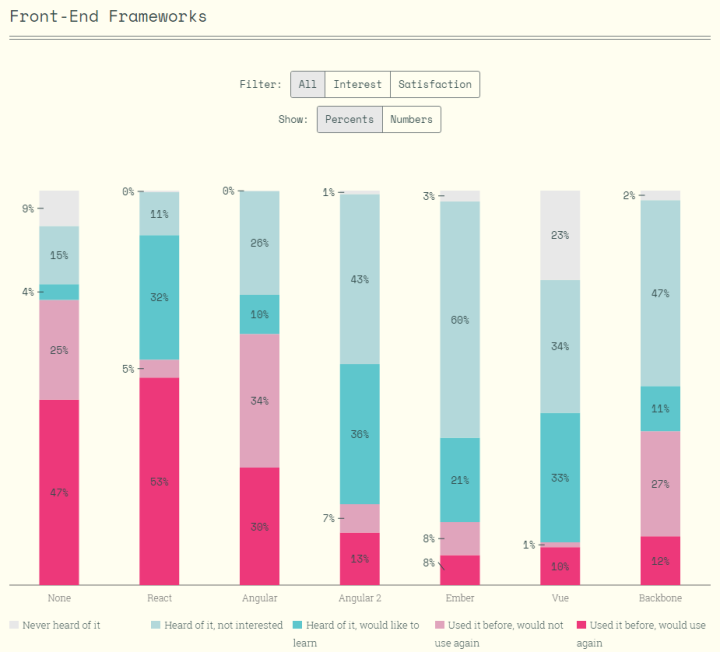 Front-End Frameworks
Filter: All Interest Satisfaction
Show: Percents Numbers
9% 15% 4% 25% 47%
0% 11% 32% 5% 53%
0% 26% 10% 34% 30%
1% 43% 36% 7% 13%
3% 60% 21% 8% 8%
23% 34% 33% 1% 10%
2% 47% 11% 27% 12%
None React Angular Angular 2 Ember Vue Backbone
Never heard of it
Heard of it, not interested
Heard of it, would like to
learn
Used it before, would not
use again
Used it before, would use
again